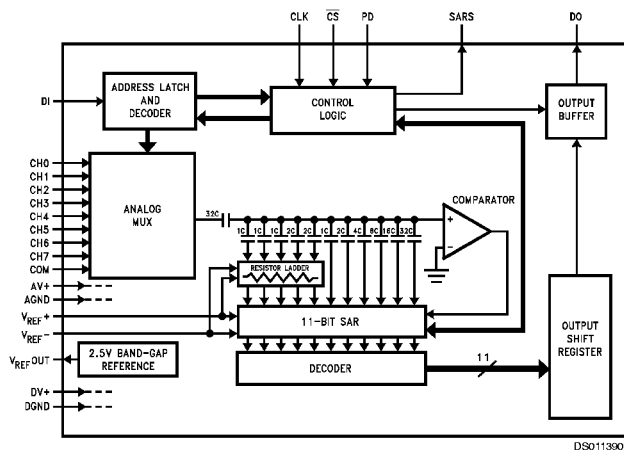 CLK CS PD SARS DO
DI
ADDRESS LATCH
AND
DECODER
CONTROL
LOGIC
OUTPUT
BUFFER
CH0
CH1
CH2
CH3
CH4
CH5
CH6
CH7
COM
ANALOG
MUX
32C
1C 1C 1C 2C 2C 1C 2C 4C 8C 16C 32C
COMPARATOR
+
−
RESISTOR LADDER
AV+
AGND
VREF+
VREF−
11-BIT SAR
VREFOUT
2.5V BAND-GAP
REFERENCE
DECODER
11
OUTPUT
SHIFT
REGISTER
DV+
DGND
DS011390